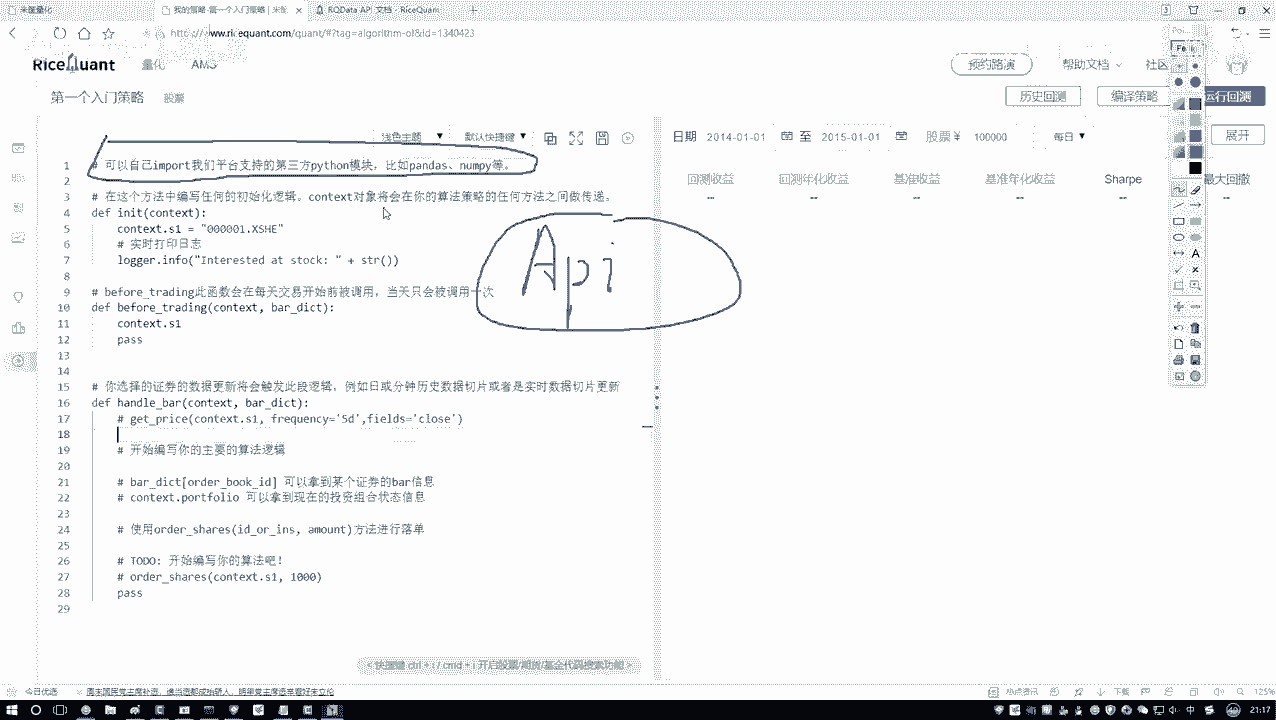 米筐量化
我的策略-第一个入门策略 | 米筐
RQData API 文档 - RiceQuant
ww.ricequant.com/quant/#?tag=algorithm-ol&id=1340423
RiceQuant
量化
AMS
预约路演
帮助文档
社区
第一个入门策略
股票
历史回测
编译策略
运行回测
浅色主题
默认快捷键
日期 2014-01-01 至 2015-01-01 股票 ¥ 100000 每日
展开
回测收益 回测年化收益 基准收益 基准年化收益 Sharpe 最大回撤
-- -- -- -- -- --
1 # 可以自己import我们平台支持的第三方python模块，比如pandas、numpy等。
2
3 # 在这个方法中编写任何的初始化逻辑。context对象将会在你的算法策略的任何方法之间做传递。
4 def init(context):
5 context.s1 = "000001.XSHE"
6 # 实时打印日志
7 logger.info("Interested at stock: " + str())
8
9 # before_trading此函数会在每天交易开始前被调用，当天只会被调用一次
10 def before_trading(context, bar_dict):
11 context.s1
12 pass
13
14
15 # 你选择的证券的数据更新将会触发此段逻辑，例如日或分钟历史数据切片或者是实时数据切片更新
16 def handle_bar(context, bar_dict):
17 # get_price(context.s1, frequency='5d',fields='close')
18
19 # 开始编写你的主要的算法逻辑
20
21 # bar_dict[order_book_id] 可以拿到某个证券的bar信息
22 # context.portfolio 可以拿到现在的投资组合状态信息
23
24 # 使用order_shares(id_or_ins, amount)方法进行落单
25
26 # TODO: 开始编写你的算法吧！
27 # order_shares(context.s1, 1000)
28 pass
29
Api
今日优选
热点资讯
下载
125%
中
21:17